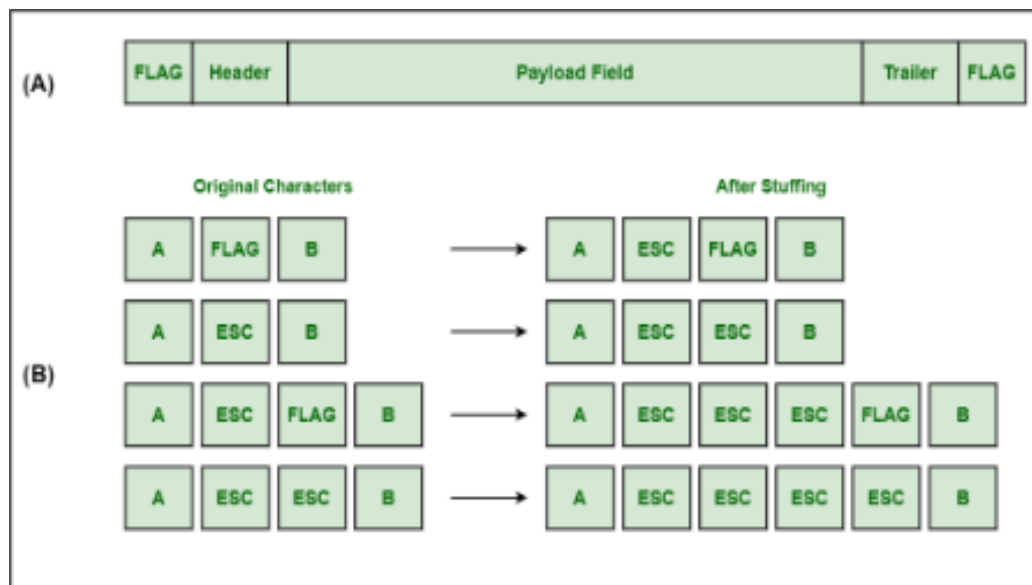 (A) FLAG Header Payload Field Trailer FLAG
Original Characters After Stuffing
A FLAG B A ESC FLAG B
A ESC B A ESC ESC B
(B)
A ESC FLAG B A ESC ESC ESC FLAG B
A ESC ESC B A ESC ESC ESC ESC B